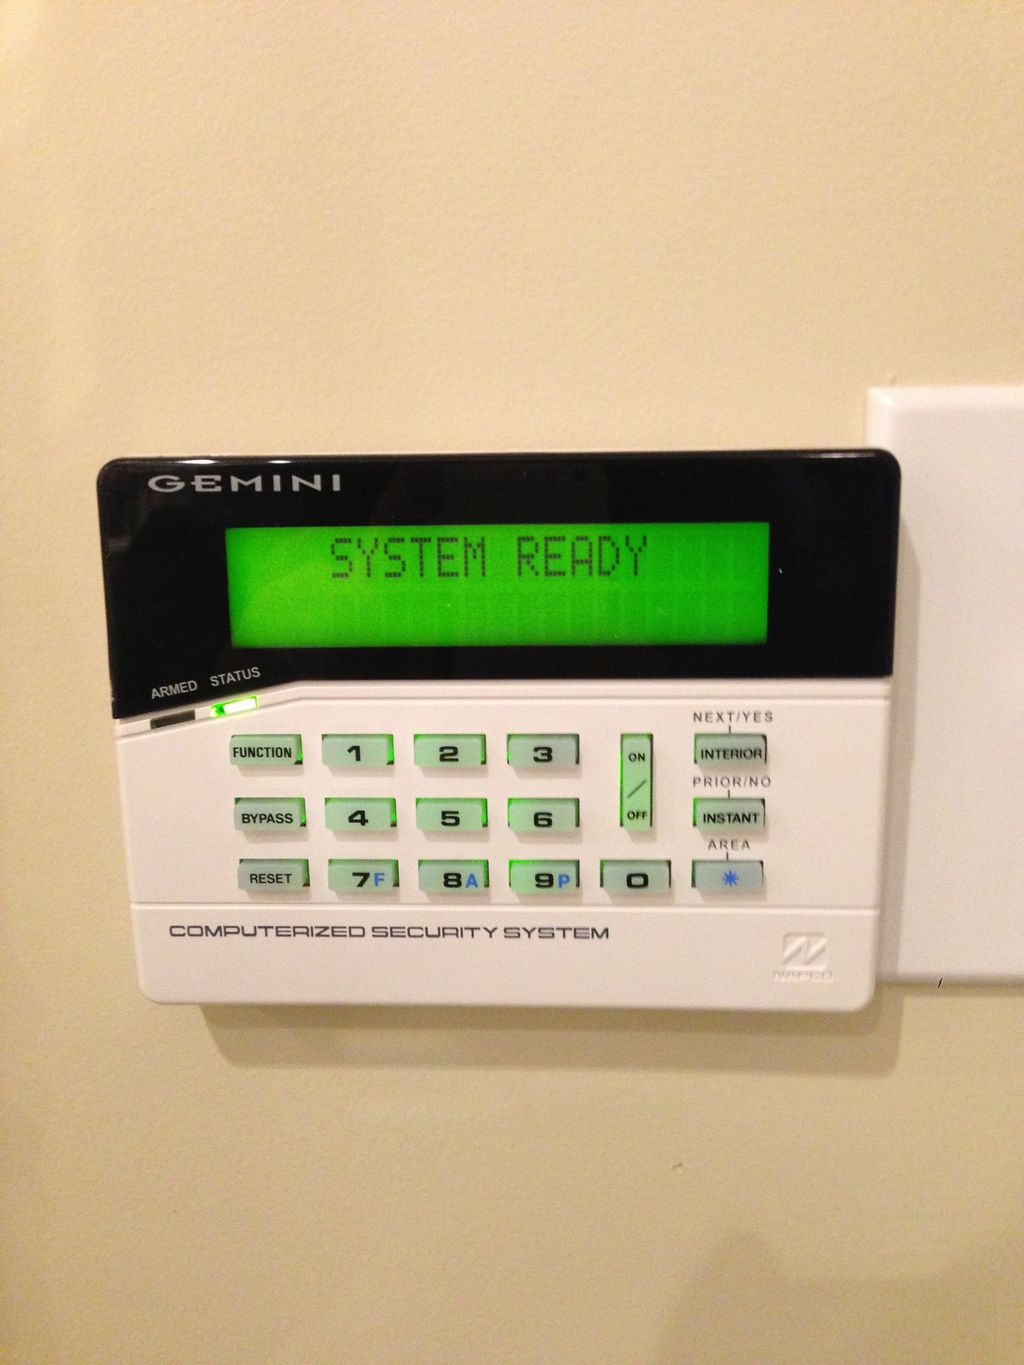 GEMINI
SYSTEM READY
ARMED STATUS
NEXT/YES
FUNCTION 1 2 3 ON INTERIOR
PRIOR/NO
BYPASS 4 5 6 OFF INSTANT
AREA
RESET 7F 8A 9P 0 *
COMPUTERIZED SECURITY SYSTEM
NAPCO